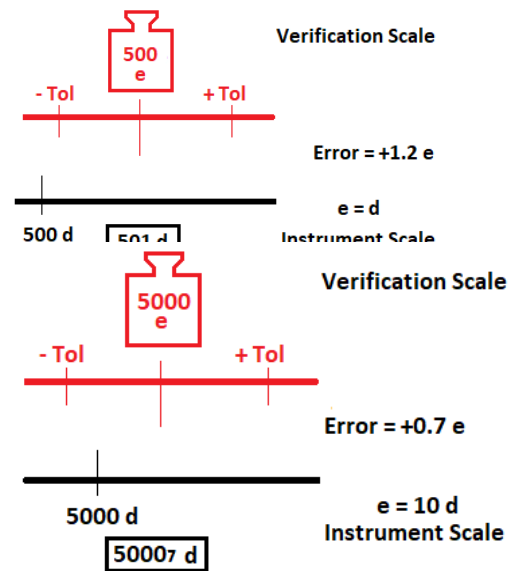 Verification Scale
500
e
- Tol + Tol
Error = +1.2 e
e = d
500 d 501 d Instrument Scale
Verification Scale
5000
e
- Tol + Tol
Error = +0.7 e
5000 d e = 10 d
Instrument Scale
50007 d